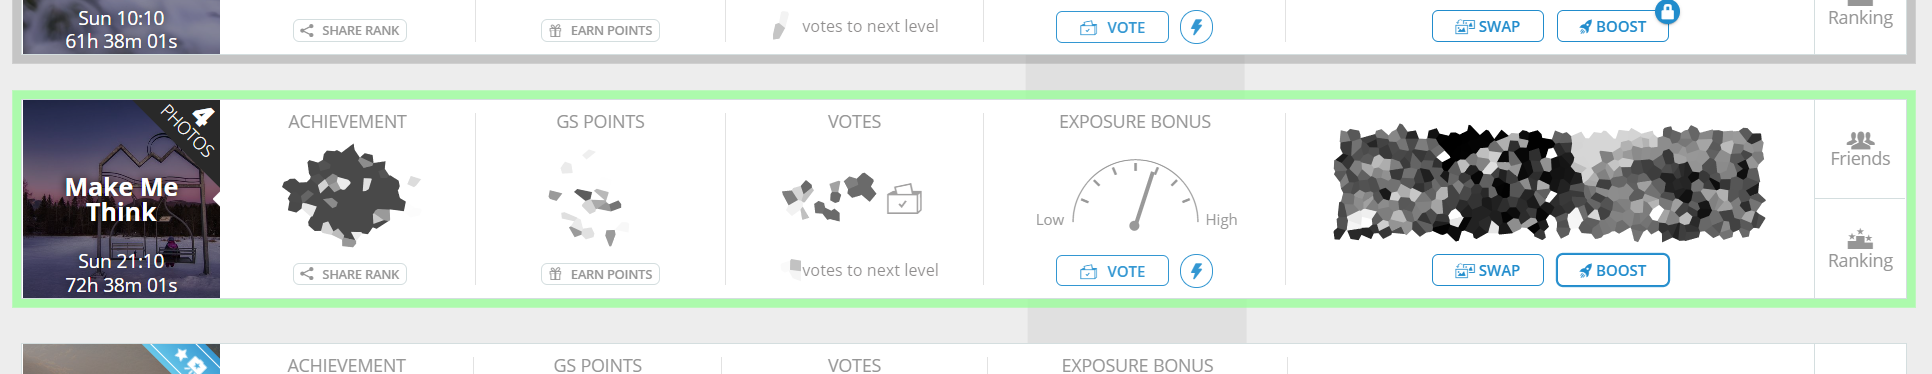 Sun 10:10
61h 38m 01s
SHARE RANK
EARN POINTS
votes to next level
VOTE
SWAP
BOOST
Ranking
4
PHOTOS
Make Me
Think
Sun 21:10
72h 38m 01s
ACHIEVEMENT
SHARE RANK
GS POINTS
EARN POINTS
VOTES
votes to next level
EXPOSURE BONUS
Low
High
VOTE
SWAP
BOOST
Friends
Ranking
ACHIEVEMENT
GS POINTS
VOTES
EXPOSURE BONUS